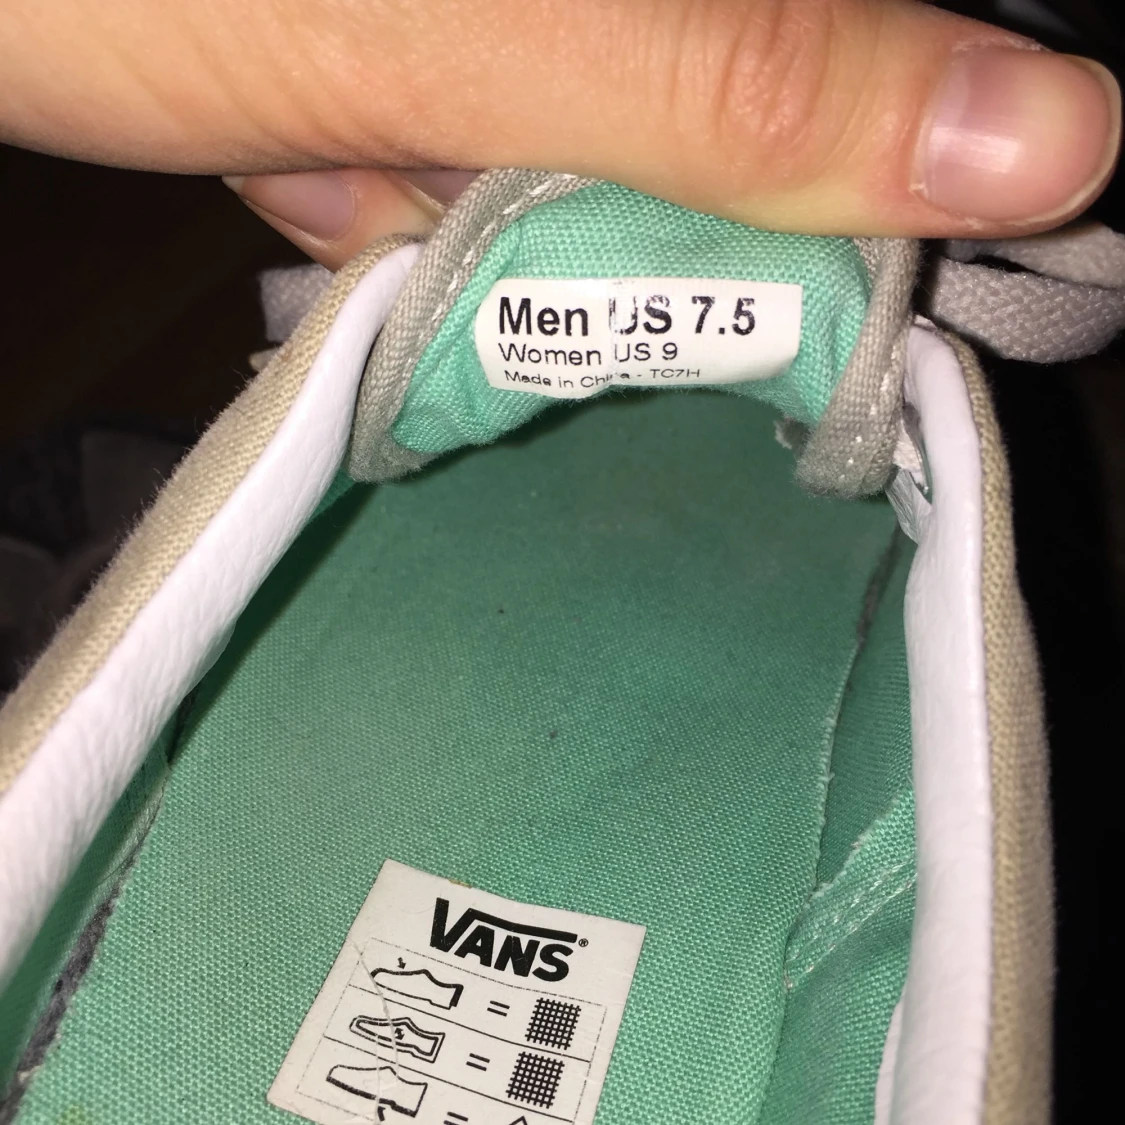 Men US 7.5
Women US 9
Made in China - TC7H
VANS®
=
=
=